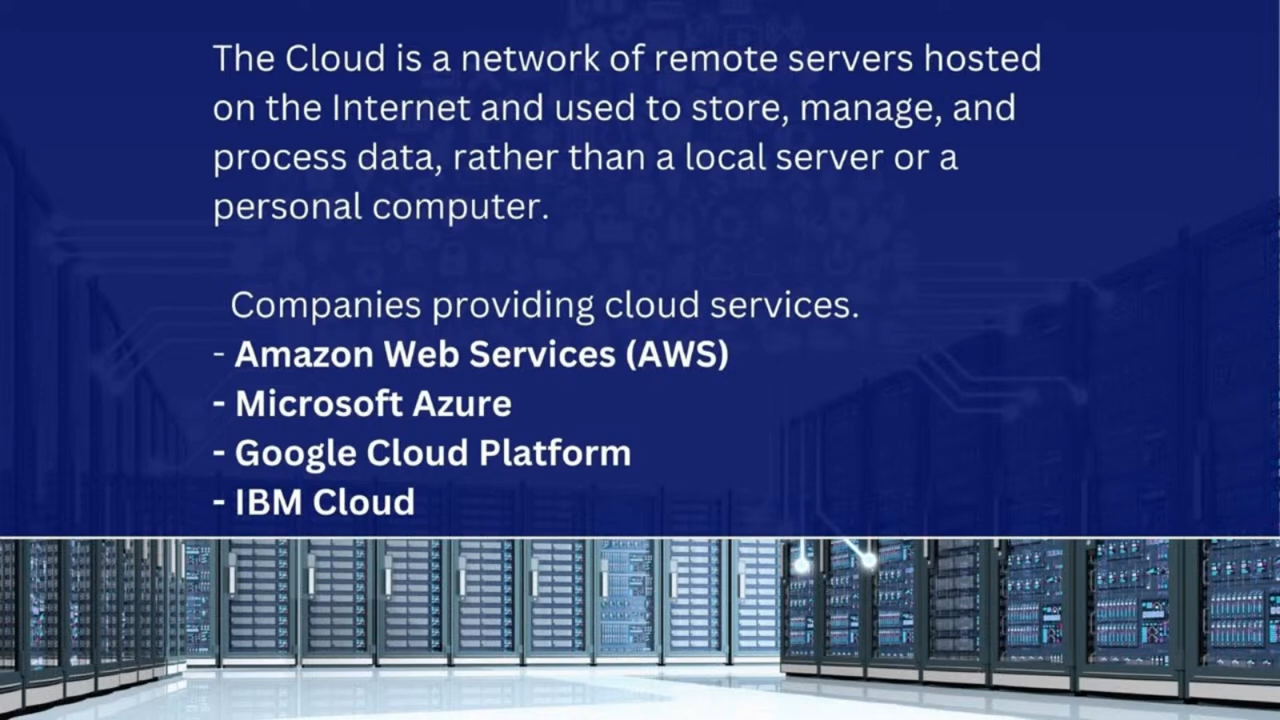 The Cloud is a network of remote servers hosted
on the Internet and used to store, manage, and
process data, rather than a local server or a
personal computer.
Companies providing cloud services.
- Amazon Web Services (AWS)
- Microsoft Azure
- Google Cloud Platform
- IBM Cloud